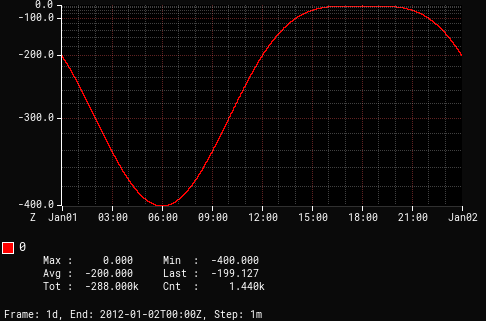 0.0
-100.0
-200.0
-300.0
-400.0
Z Jan01 03:00 06:00 09:00 12:00 15:00 18:00 21:00 Jan02
0
Max : 0.000 Min : -400.000
Avg : -200.000 Last : -199.127
Tot : -288.000k Cnt : 1.440k
Frame: 1d, End: 2012-01-02T00:00Z, Step: 1m